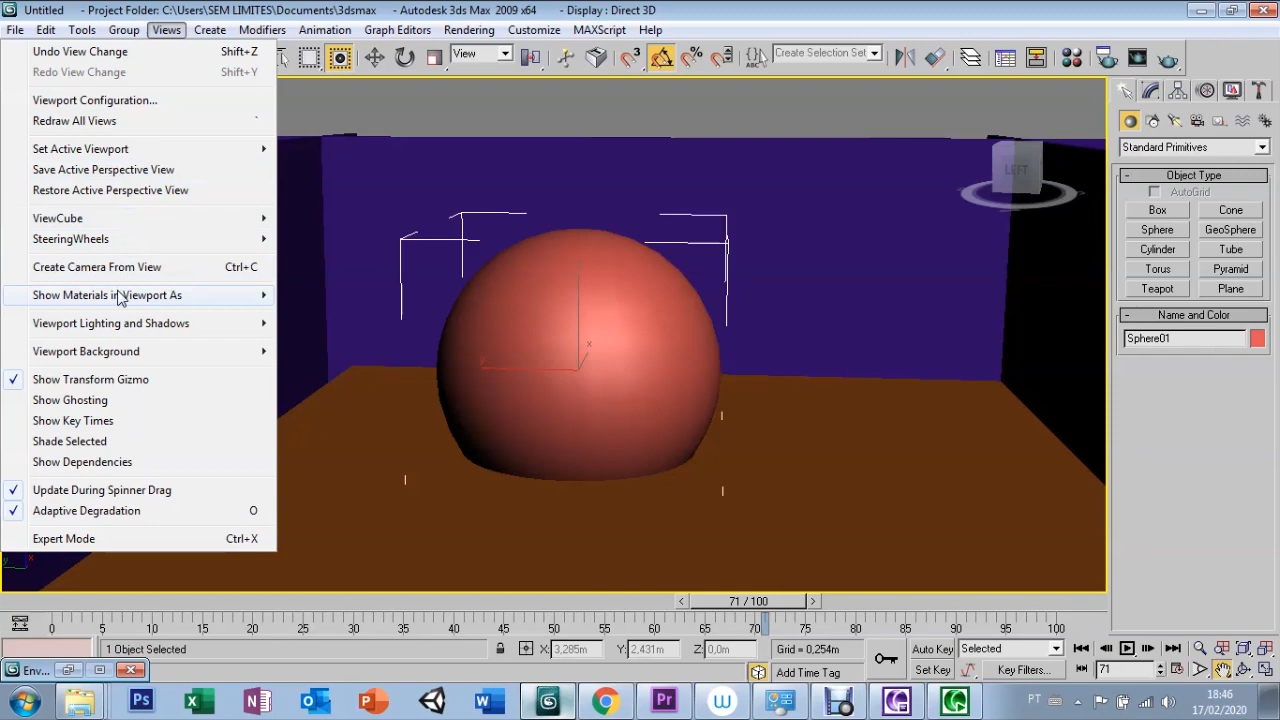 Untitled - Project Folder: C:\Users\SEM LIMITES\Documents\3dsmax - Autodesk 3ds Max 2009 x64 - Display : Direct 3D
File Edit Tools Group Views Create Modifiers Animation Graph Editors Rendering Customize MAXScript Help
View 3 % ABC Create Selection Set
Undo View Change Shift+Z
Redo View Change Shift+Y
Viewport Configuration...
Redraw All Views `
Set Active Viewport
Save Active Perspective View
Restore Active Perspective View
ViewCube
SteeringWheels
Create Camera From View Ctrl+C
Show Materials in Viewport As
Viewport Lighting and Shadows
Viewport Background
Show Transform Gizmo
Show Ghosting
Show Key Times
Shade Selected
Show Dependencies
Update During Spinner Drag
Adaptive Degradation O
Expert Mode Ctrl+X
LEFT
x
y
y x
Standard Primitives
- Object Type
AutoGrid
Box Cone
Sphere GeoSphere
Cylinder Tube
Torus Pyramid
Teapot Plane
- Name and Color
Sphere01
< 71 / 100 >
0 5 10 15 20 25 30 35 40 45 50 55 60 65 70 75 80 85 90 95 100
1 Object Selected X: 3,285m Y: 2,431m Z: 0,0m Grid = 0,254m Auto Key Selected
Env... Add Time Tag Set Key Key Filters... 71
Ps W Pr W PT 18:46
17/02/2020